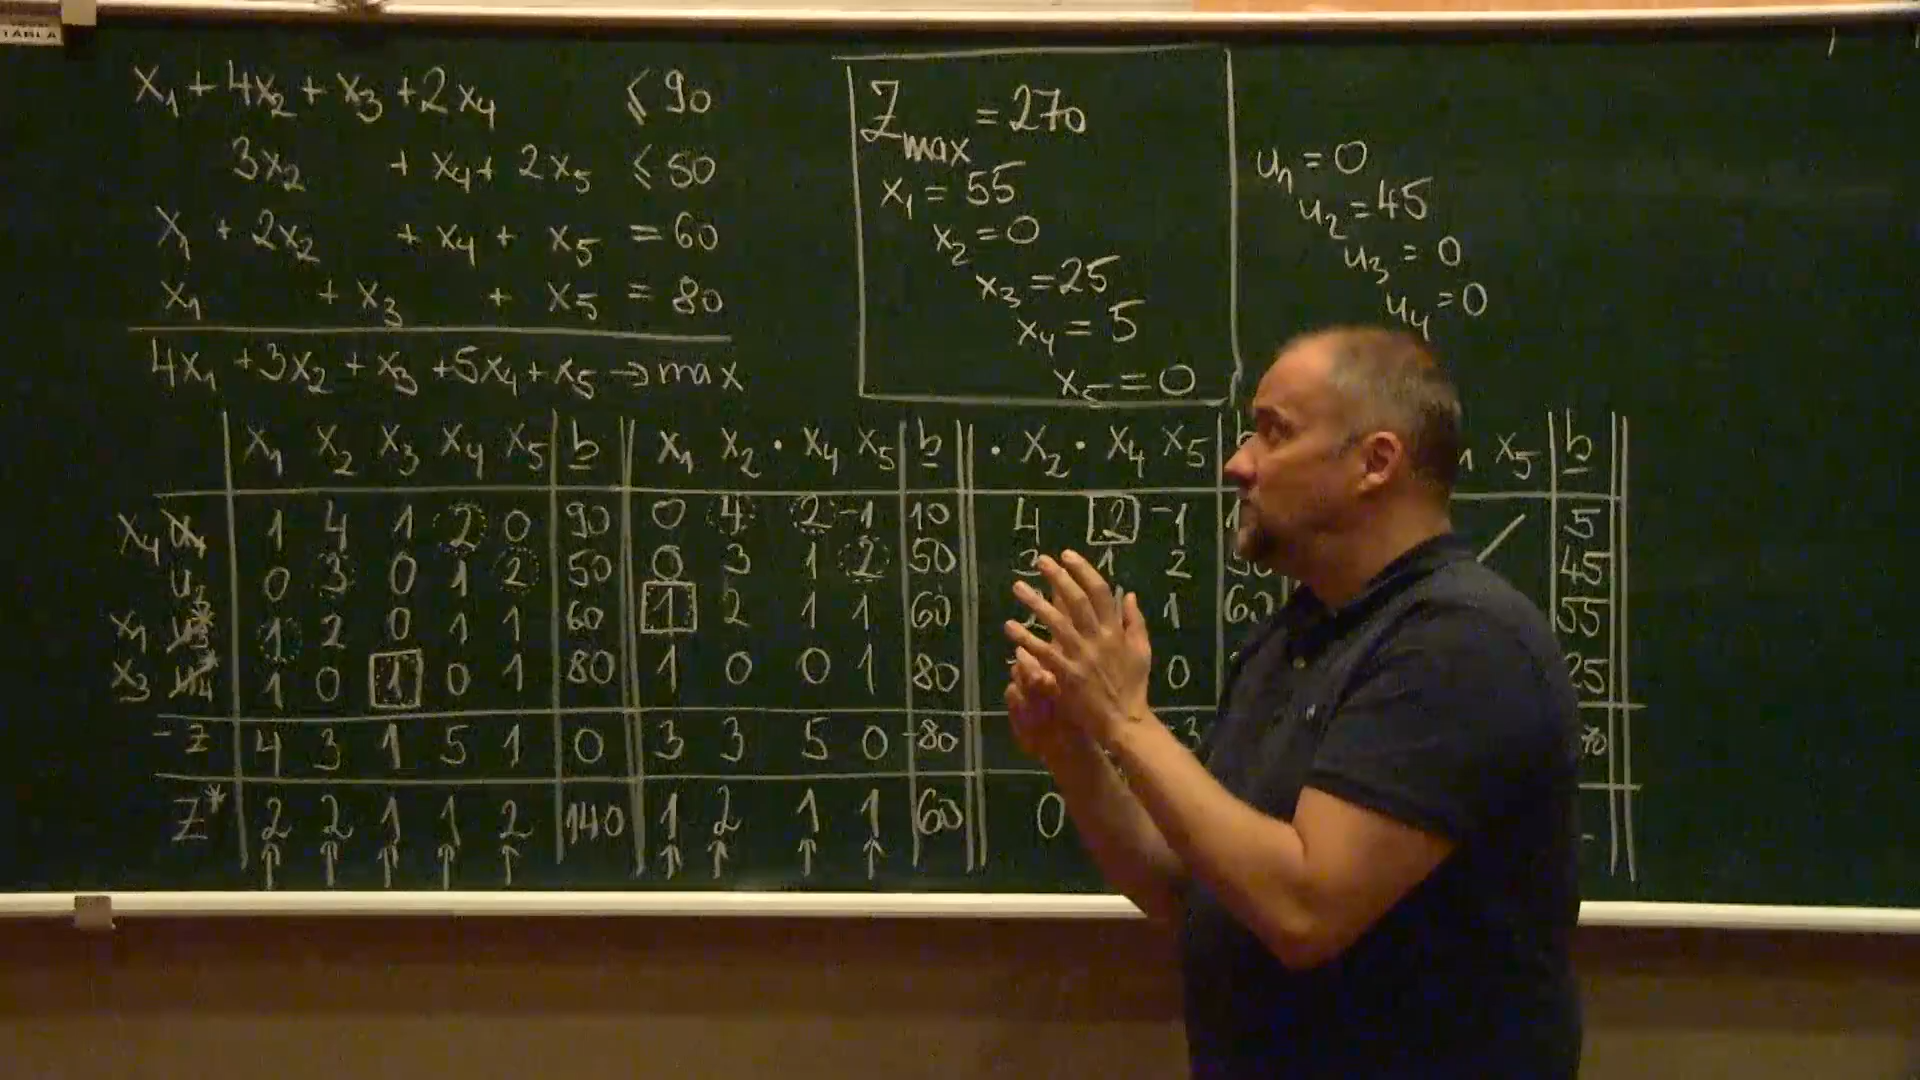 TABLA
x₁ + 4x₂ + x₃ + 2x₄ ≤ 90
3x₂ + x₄ + 2x₅ ≤ 50
x₁ + 2x₂ + x₄ + x₅ = 60
x₁ + x₃ + x₅ = 80
4x₁ + 3x₂ + x₃ + 5x₄ + x₅ → max
Z max = 270
x₁ = 55
x₂ = 0
x₃ = 25
x₄ = 5
x₅ = 0
u₁ = 0
u₂ = 45
u₃ = 0
u₄ = 0
x₁ x₂ x₃ x₄ x₅ b x₁ x₂ · x₄ x₅ b · x₂ · x₄ x₅ x₅ b
x₄ u₁ 1 4 1 2 0 90 0 4 2 -1 10 4 2 -1 5
u₂ 0 3 0 1 2 50 0 3 1 2 50 3 1 2 45
x₁ u₃* 1 2 0 1 1 60 1 2 1 1 60 1 60 55
x₃ u₄* 1 0 1 0 1 80 1 0 0 1 80 0 25
-z 4 3 1 5 1 0 3 3 5 0 -80
z* 2 2 1 1 2 140 1 2 1 1 60 0
↑ ↑ ↑ ↑ ↑ ↑ ↑ ↑ ↑